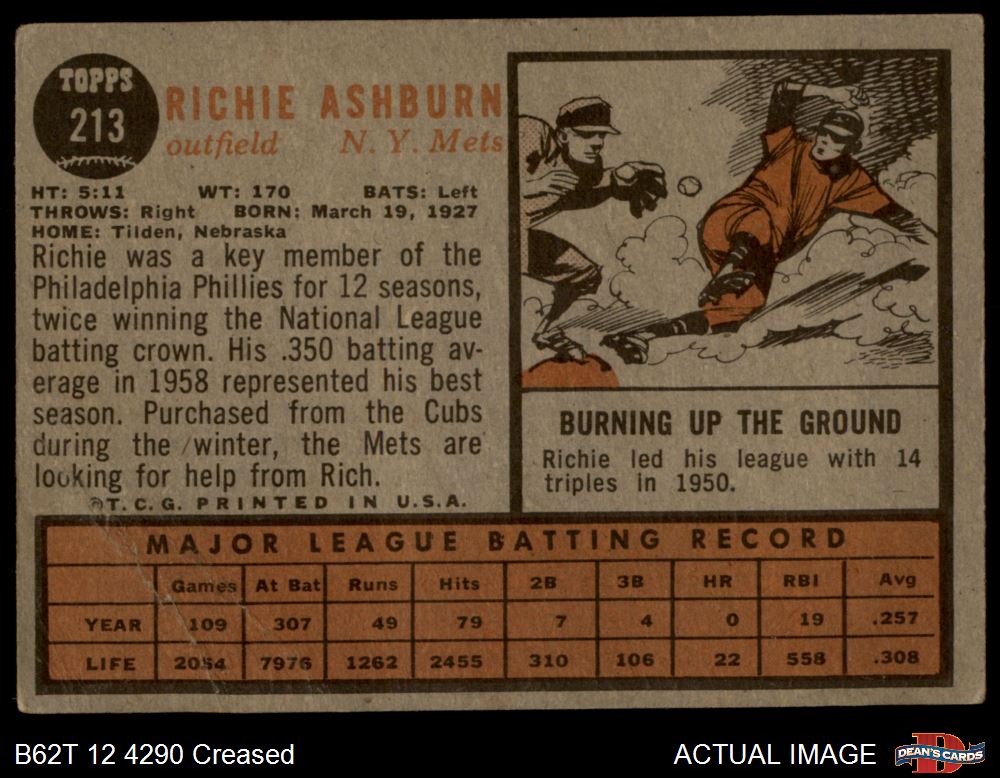 TOPPS
213
RICHIE ASHBURN
outfield N. Y. Mets
HT: 5:11 WT: 170 BATS: Left
THROWS: Right BORN: March 19, 1927
HOME: Tilden, Nebraska
Richie was a key member of the
Philadelphia Phillies for 12 seasons,
twice winning the National League
batting crown. His .350 batting av-
erage in 1958 represented his best
season. Purchased from the Cubs
during the winter, the Mets are
looking for help from Rich.
©T. C. G. PRINTED IN U.S.A.
BURNING UP THE GROUND
Richie led his league with 14
triples in 1950.
MAJOR LEAGUE BATTING RECORD
Games At Bat Runs Hits 2B 3B HR RBI Avg
YEAR 109 307 49 79 7 4 0 19 .257
LIFE 2054 7976 1262 2455 310 106 22 558 .308
B62T 12 4290 Creased
ACTUAL IMAGE
DEAN'S CARDS